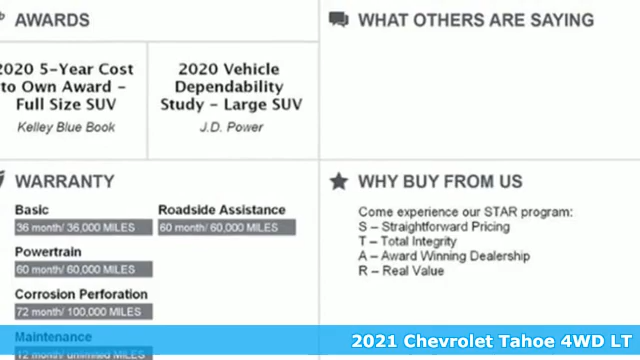 AWARDS
2020 5-Year Cost
to Own Award –
Full Size SUV
Kelley Blue Book
2020 Vehicle
Dependability
Study – Large SUV
J.D. Power
WHAT OTHERS ARE SAYING
WARRANTY
Basic
36 month/ 36,000 MILES
Roadside Assistance
60 month/ 60,000 MILES
Powertrain
60 month/ 60,000 MILES
Corrosion Perforation
72 month/ 100,000 MILES
Maintenance
12 month/ unlimited MILES
WHY BUY FROM US
Come experience our STAR program:
S – Straightforward Pricing
T – Total Integrity
A – Award Winning Dealership
R – Real Value
2021 Chevrolet Tahoe 4WD LT